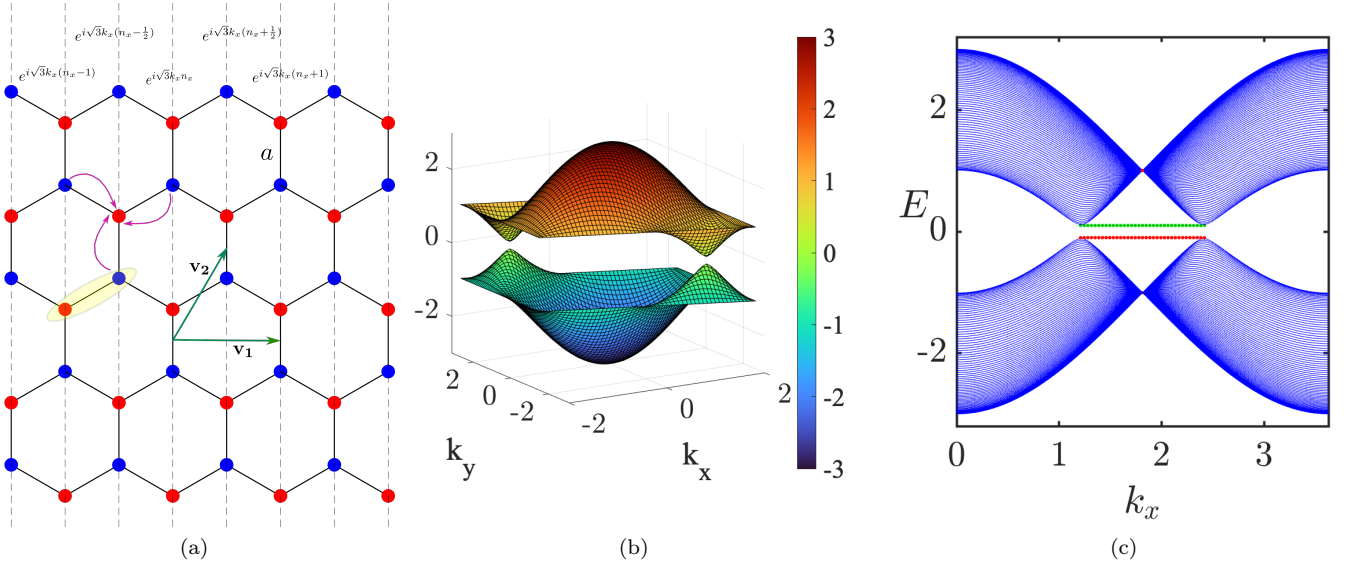 e^{i√3k_x(n_x−1/2)} e^{i√3k_x(n_x+1/2)}
e^{i√3k_x(n_x−1)} e^{i√3k_xn_x} e^{i√3k_x(n_x+1)}
a
v₂
v₁
(a)
2
0
-2
2
0
-2
k_y
-2
0
2
k_x
3
2
1
0
-1
-2
-3
(b)
2
E 0
-2
0 1 2 3
k_x
(c)